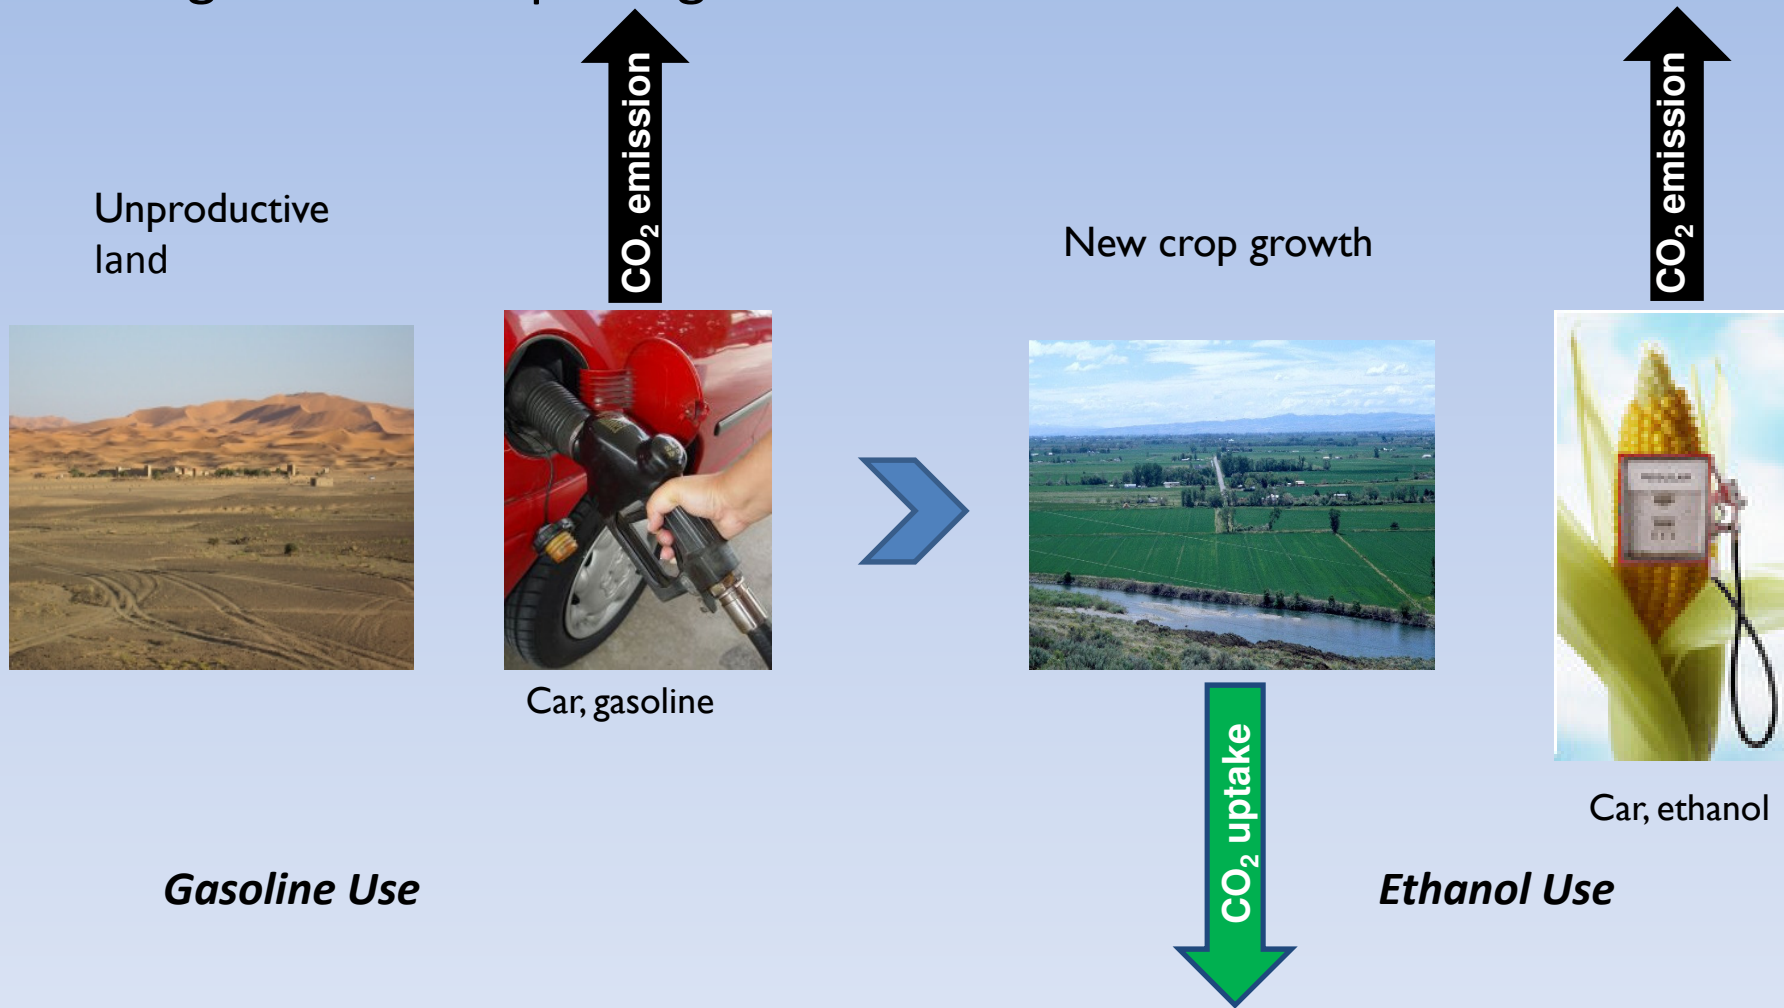 CO₂ emission
CO₂ emission
Unproductive
land
New crop growth
Car, gasoline
Car, ethanol
CO₂ uptake
Gasoline Use
Ethanol Use